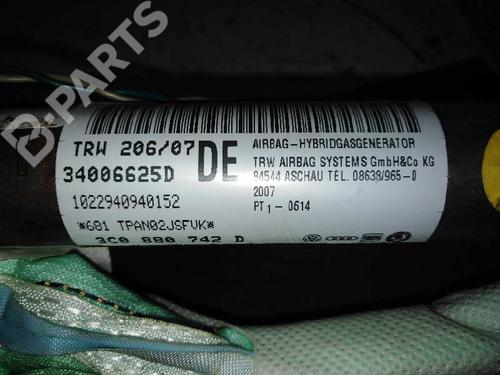 B-PARTS
TRW 206/07
34006625D
DE
1022940940152
*6Q1 TPAN02JSFVK*
3C0 880 742 D
AIRBAG-HYBRIDGASGENERATOR
TRW AIRBAG SYSTEMS GmbH&Co KG
84544 ASCHAU TEL. 08638/965-0
2007
PT1-0614